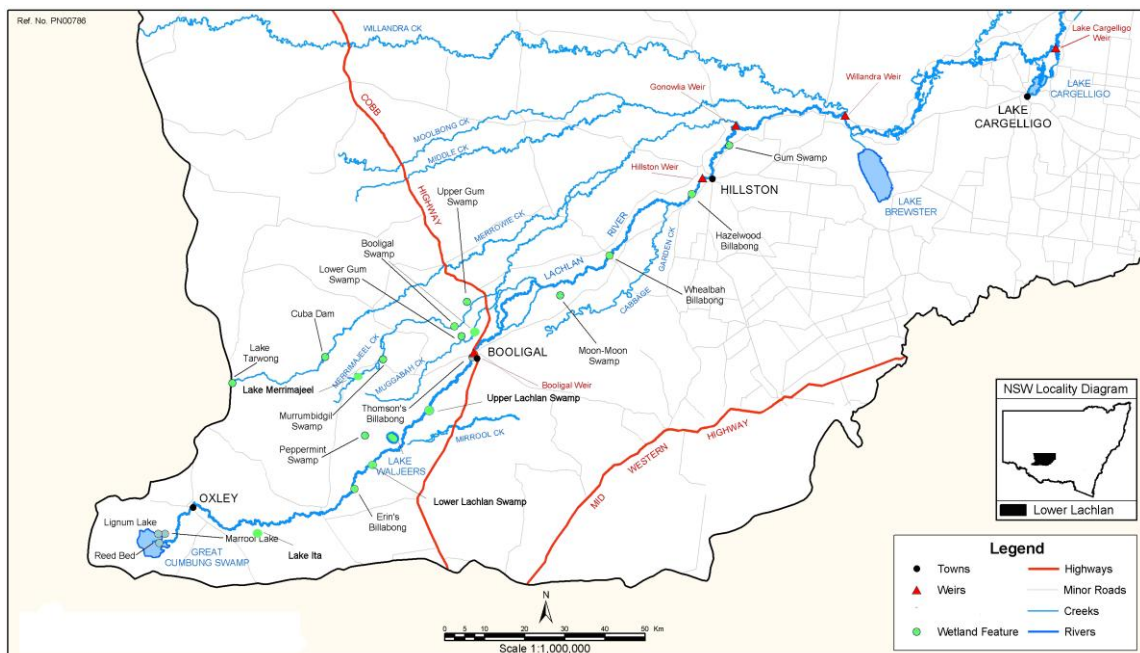 Ref. No. PN00786
WILLANDRA CK
Lake Cargelligo
Weir
Gonowlia Weir
Willandra Weir
LAKE
CARGELLIGO
LAKE
CARGELLIGO
COBB
HIGHWAY
MOOLBONG CK
MIDDLE CK
Gum Swamp
Hillston Weir
HILLSTON
LAKE
BREWSTER
Upper Gum
Swamp
MERROWIE CK
RIVER
LACHLAN
GARDEN CK
CABBAGE
Hazelwood
Billabong
Booligal
Swamp
Lower Gum
Swamp
Whealbah
Billabong
Cuba Dam
Moon-Moon
Swamp
Lake
Tarwong
MERRIMAJEEL CK
MUGGABAH CK
BOOLIGAL
Lake Merrimajeel
Booligal Weir
Thomson's
Billabong
Murrumbidgil
Swamp
Upper Lachlan Swamp
Peppermint
Swamp
MIRROOL CK
LAKE
WALJEERS
MID
WESTERN
HIGHWAY
Lower Lachlan Swamp
Erin's
Billabong
OXLEY
Lignum Lake
Marrool Lake
Reed Bed
GREAT
CUMBUNG SWAMP
Lake Ita
NSW Locality Diagram
Lower Lachlan
Legend
Towns
Highways
Weirs
Minor Roads
Creeks
Wetland Feature
Rivers
N
0 5 10 20 30 40 50 Km
Scale 1:1,000,000